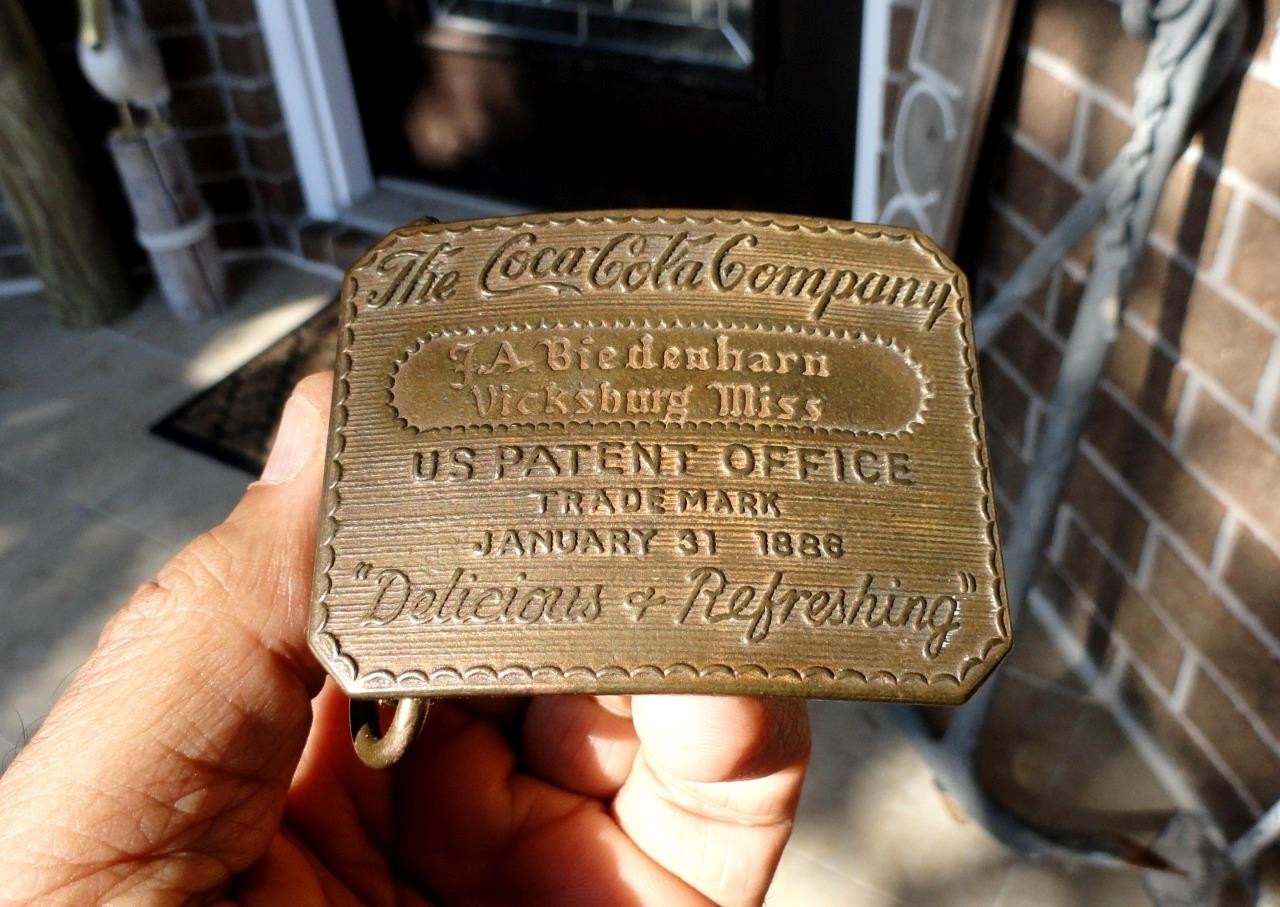 The Coca-Cola Company
J.A. Biedenharn
Vicksburg Miss
US PATENT OFFICE
TRADE MARK
JANUARY 31 1886
"Delicious & Refreshing"